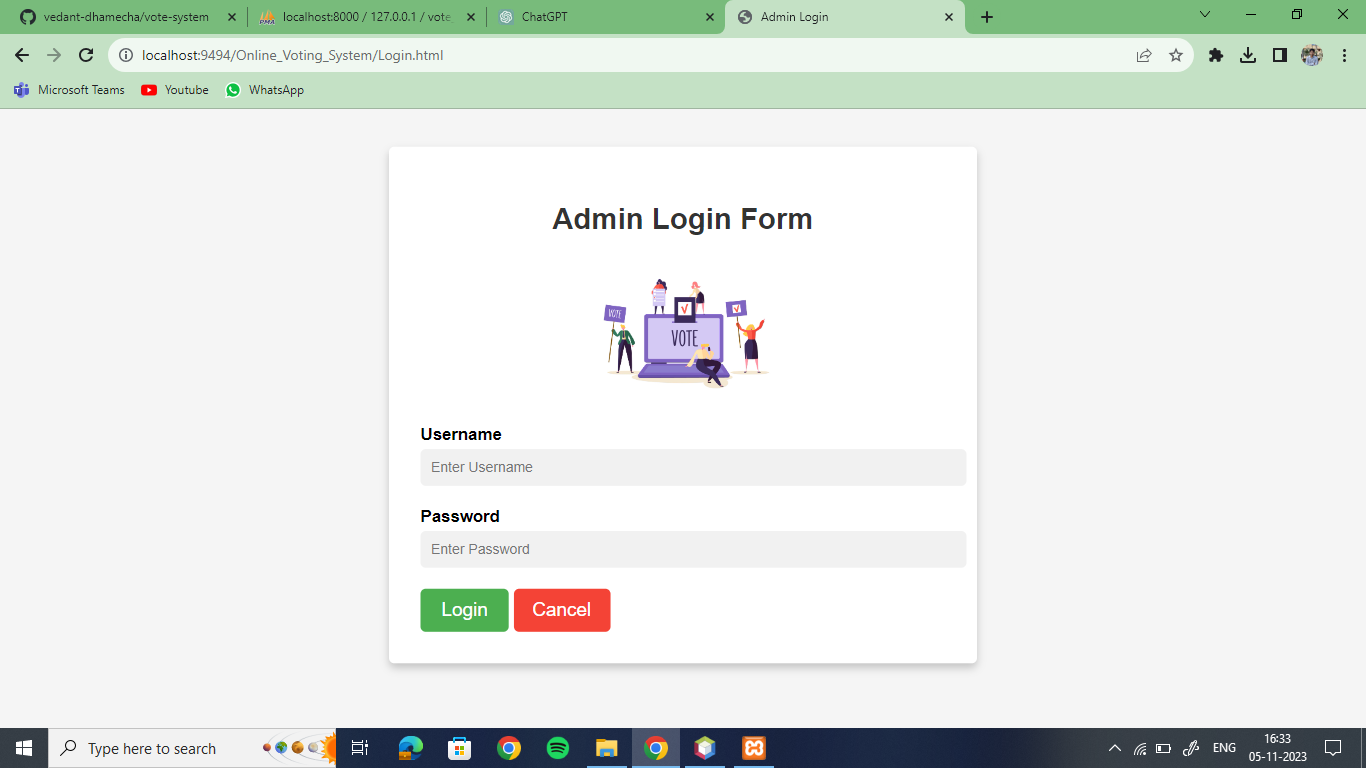 vedant-dhamecha/vote-system
localhost:8000 / 127.0.0.1 / vote_
ChatGPT
Admin Login
localhost:9494/Online_Voting_System/Login.html
Microsoft Teams
Youtube
WhatsApp
Admin Login Form
VOTE
VOTE
Username
Enter Username
Password
Enter Password
Login Cancel
Type here to search
ENG
16:33
05-11-2023